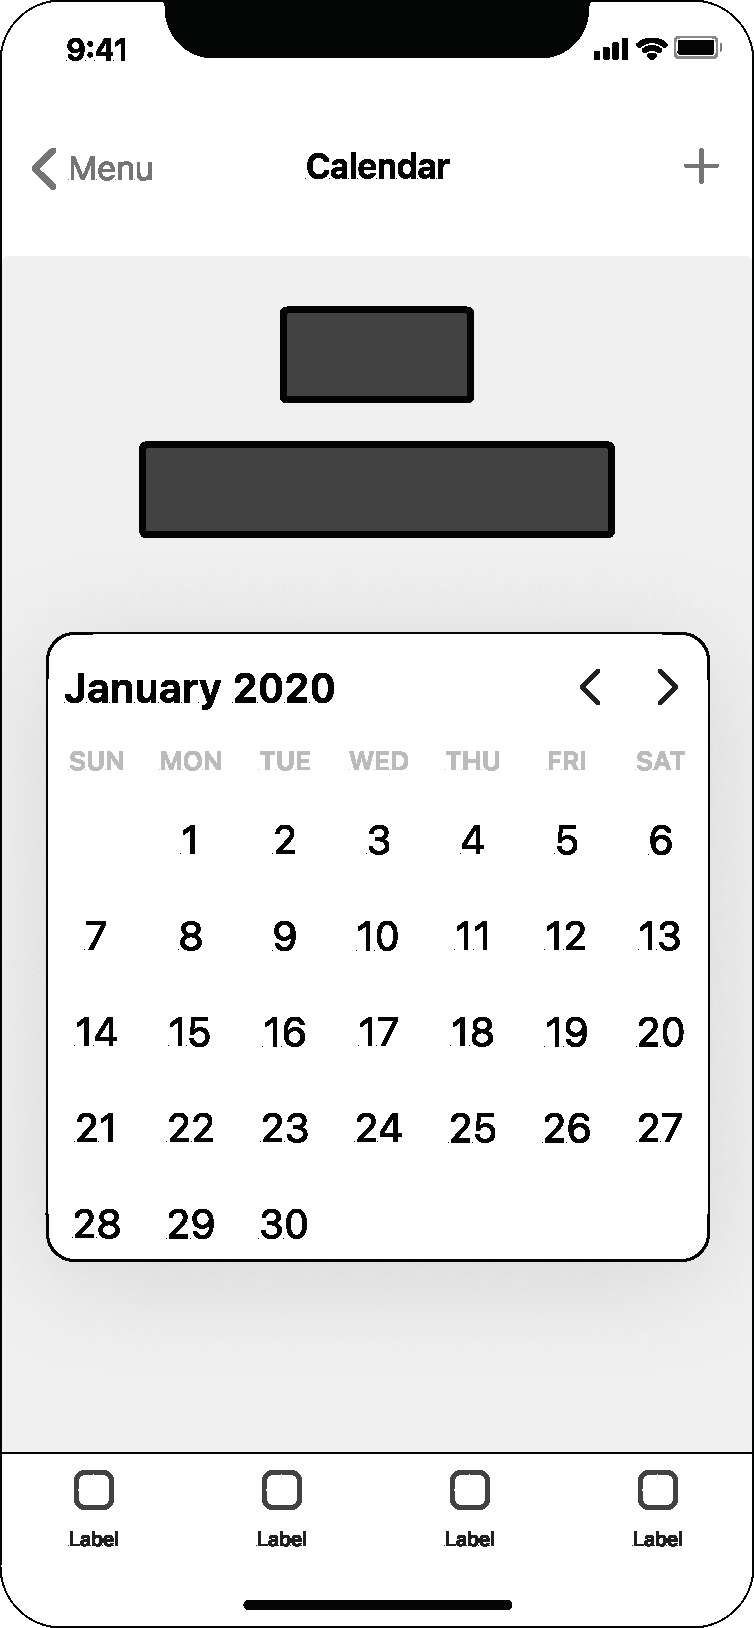 9:41
Menu Calendar
January 2020
SUN MON TUE WED THU FRI SAT
1 2 3 4 5 6
7 8 9 10 11 12 13
14 15 16 17 18 19 20
21 22 23 24 25 26 27
28 29 30
Label Label Label Label